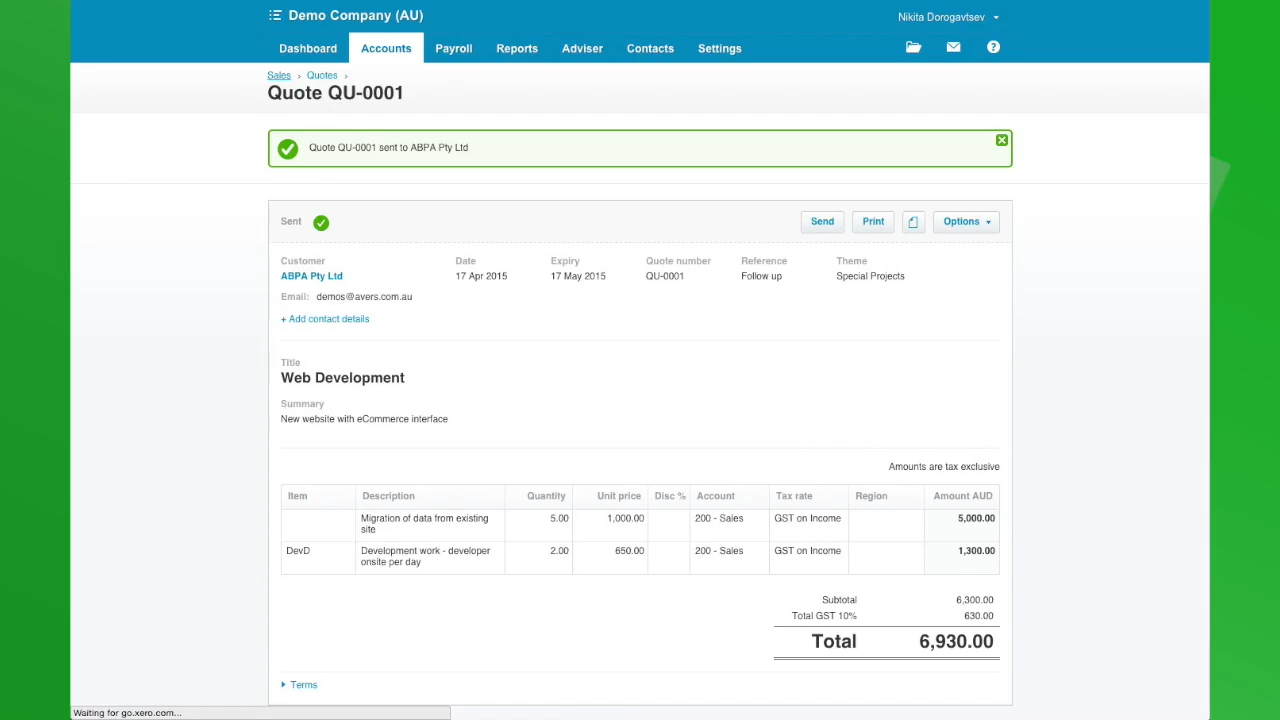 Demo Company (AU)
Nikita Dorogavtsev
Dashboard Accounts Payroll Reports Adviser Contacts Settings
?
Sales › Quotes ›
Quote QU-0001
Quote QU-0001 sent to ABPA Pty Ltd
Sent
Send Print Options
Customer Date Expiry Quote number Reference Theme
ABPA Pty Ltd 17 Apr 2015 17 May 2015 QU-0001 Follow up Special Projects
Email: demos@avers.com.au
+ Add contact details
Title
Web Development
Summary
New website with eCommerce interface
Amounts are tax exclusive
Item Description Quantity Unit price Disc % Account Tax rate Region Amount AUD
Migration of data from existing 5.00 1,000.00 200 - Sales GST on Income 5,000.00
site
DevD Development work - developer 2.00 650.00 200 - Sales GST on Income 1,300.00
onsite per day
Subtotal 6,300.00
Total GST 10% 630.00
Total 6,930.00
Terms
Waiting for go.xero.com...